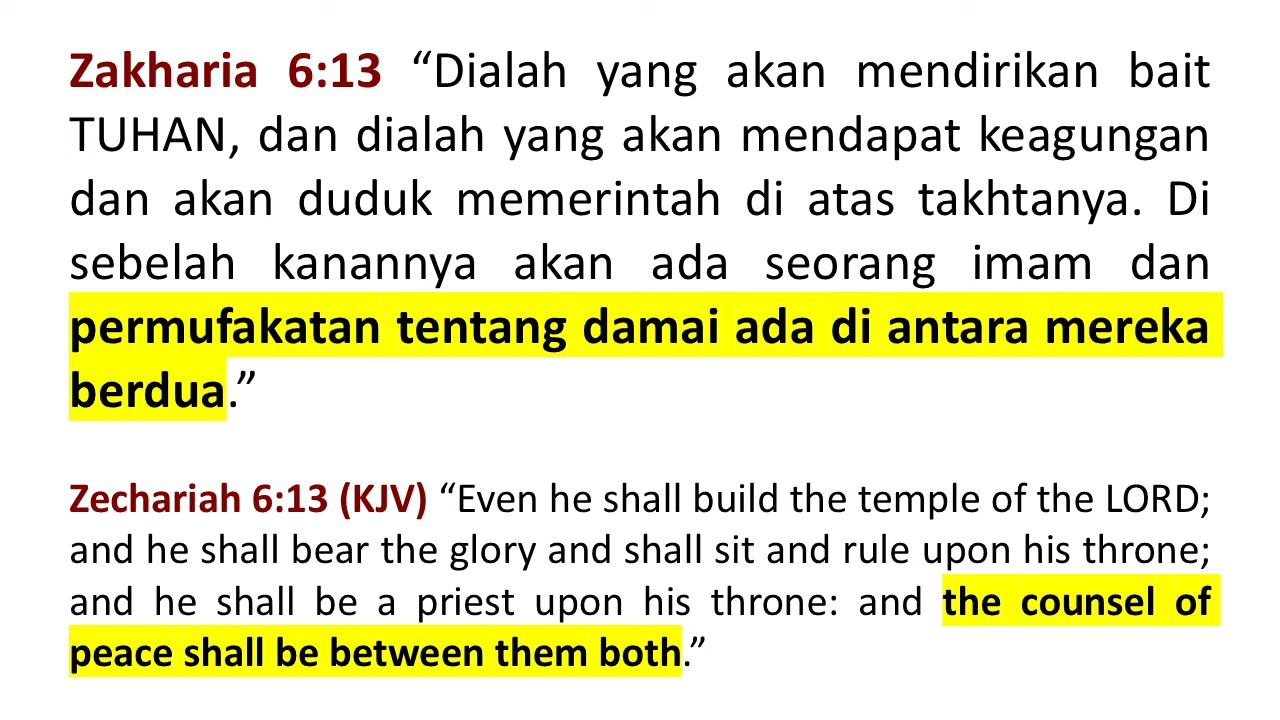 Zakharia 6:13 “Dialah yang akan mendirikan bait
TUHAN, dan dialah yang akan mendapat keagungan
dan akan duduk memerintah di atas takhtanya. Di
sebelah kanannya akan ada seorang imam dan
permufakatan tentang damai ada di antara mereka
berdua.”
Zechariah 6:13 (KJV) “Even he shall build the temple of the LORD;
and he shall bear the glory and shall sit and rule upon his throne;
and he shall be a priest upon his throne: and the counsel of
peace shall be between them both.”